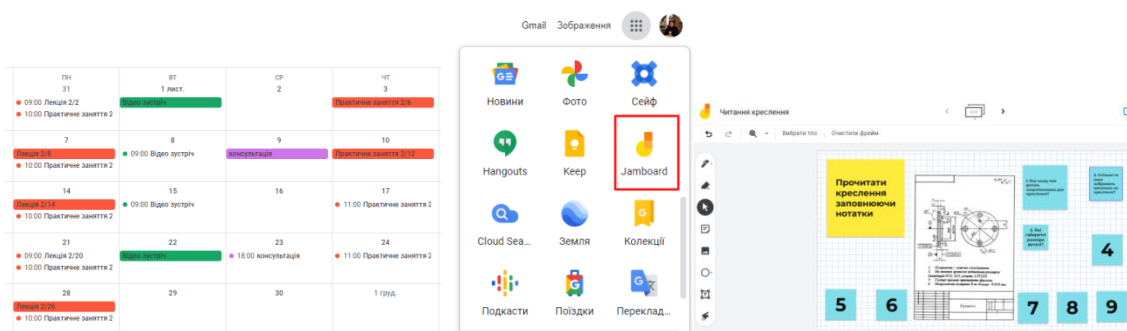 ПН ВТ СР ЧТ
31 1 лист. 2 3
09:00 Лекція 2/2 Відео зустріч Практичне заняття 2/6
10:00 Практичне заняття 2
7 8 9 10
Лекція 2/8 09:00 Відео зустріч консультація Практичне заняття 2/12
10:00 Практичне заняття 2
14 15 16 17
Лекція 2/14 09:00 Відео зустріч 11:00 Практичне заняття 2
10:00 Практичне заняття 2
21 22 23 24
09:00 Лекція 2/20 Відео зустріч 18:00 консультація 11:00 Практичне заняття 2
10:00 Практичне заняття 2
28 29 30 1 груд.
Лекція 2/26
10:00 Практичне заняття 2
Gmail Зображення
Новини Фото Сейф
Hangouts Keep Jamboard
Cloud Sea... Земля Колекції
Подкасти Поїздки Переклад...
Читання креслення
Вибрати тло Очистити фрейм
Прочитати
креслення
заповнюючи
нотатки
3. Які
габаритні
розміри
деталі?
4
5 6 7 8 9